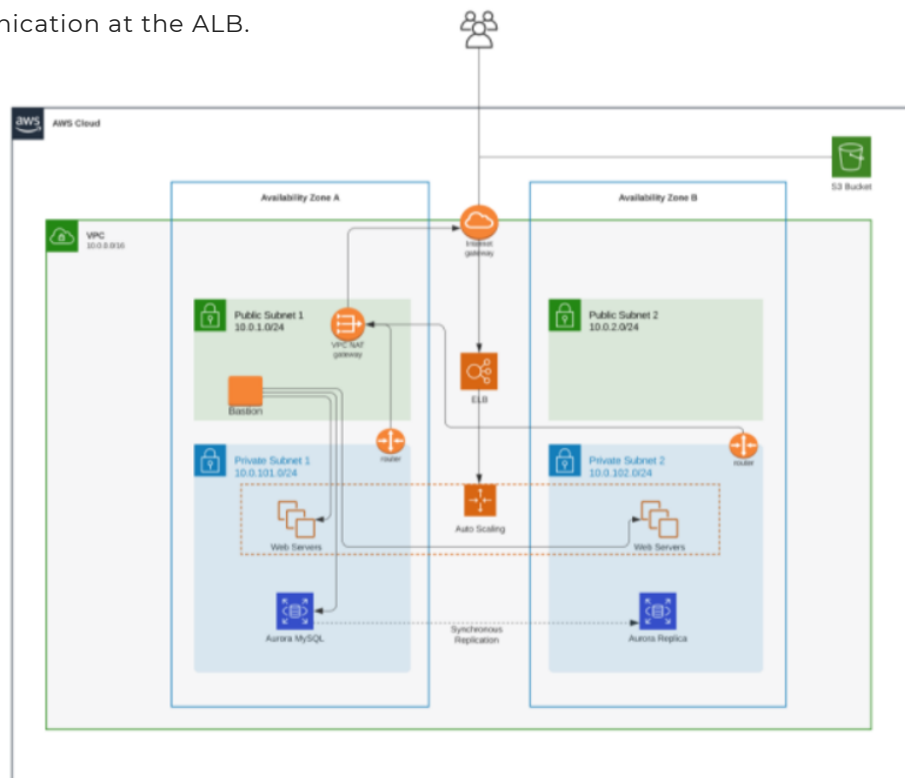 nication at the ALB.
aws
AWS Cloud
S3 Bucket
Availability Zone A
Availability Zone B
VPC
10.0.0.0/16
Internet
gateway
Public Subnet 1
10.0.1.0/24
VPC NAT
gateway
Public Subnet 2
10.0.2.0/24
ELB
Bastion
router
router
Private Subnet 1
10.0.101.0/24
Private Subnet 2
10.0.102.0/24
Auto Scaling
Web Servers
Web Servers
Aurora MySQL
Synchronous
Replication
Aurora Replica